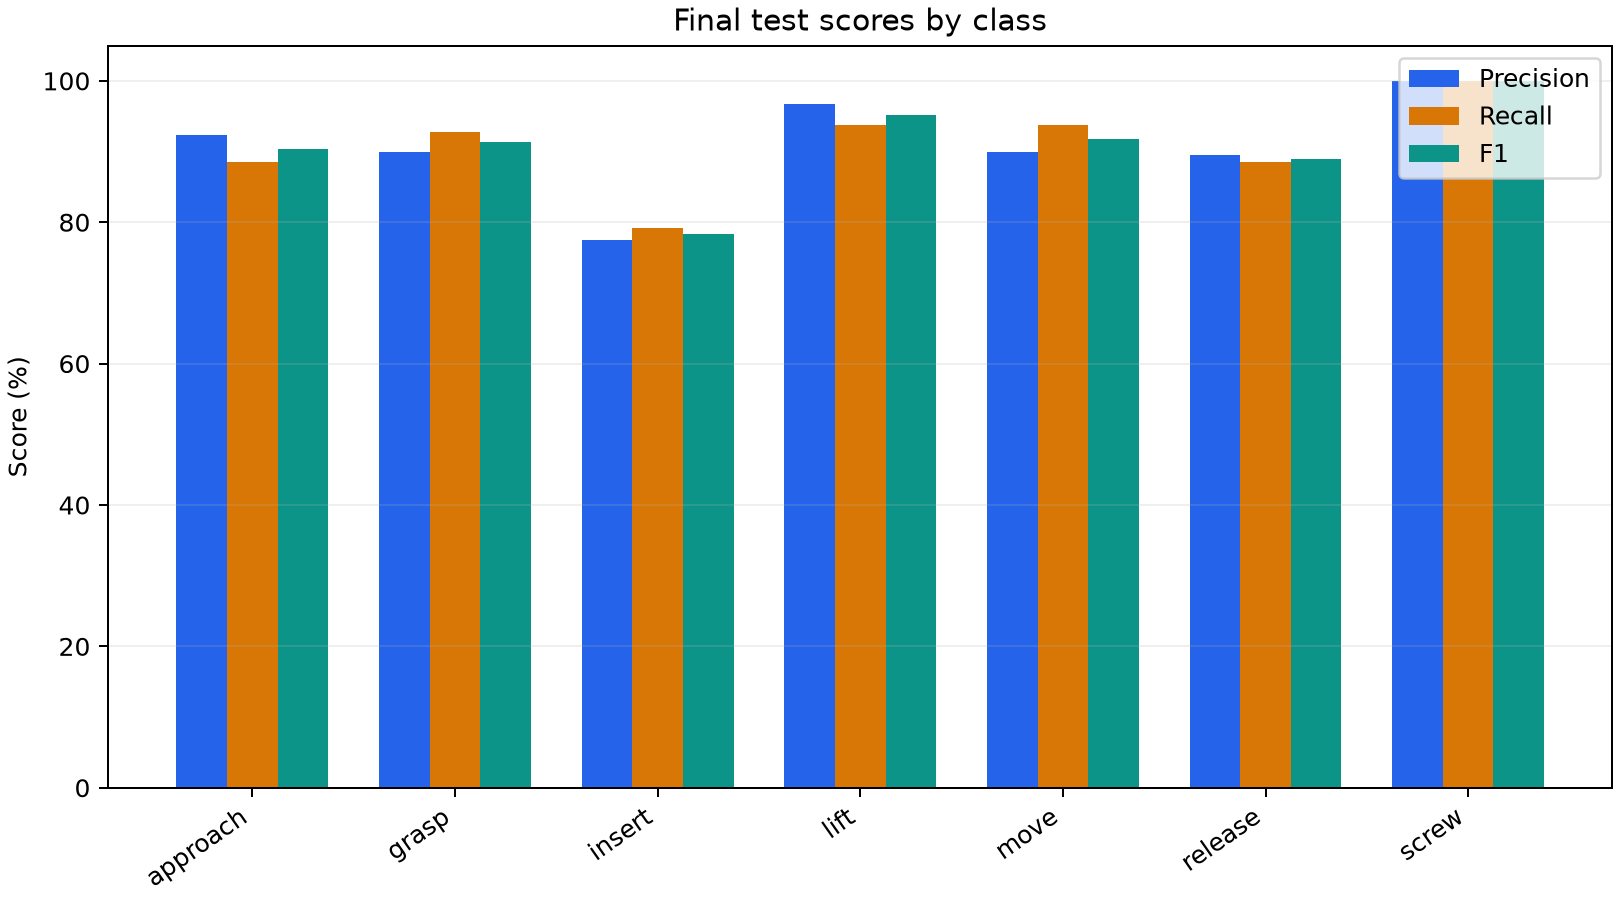 Final test scores by class
Precision
Recall
F1
Score (%)
100
80
60
40
20
0
approach
grasp
insert
lift
move
release
screw